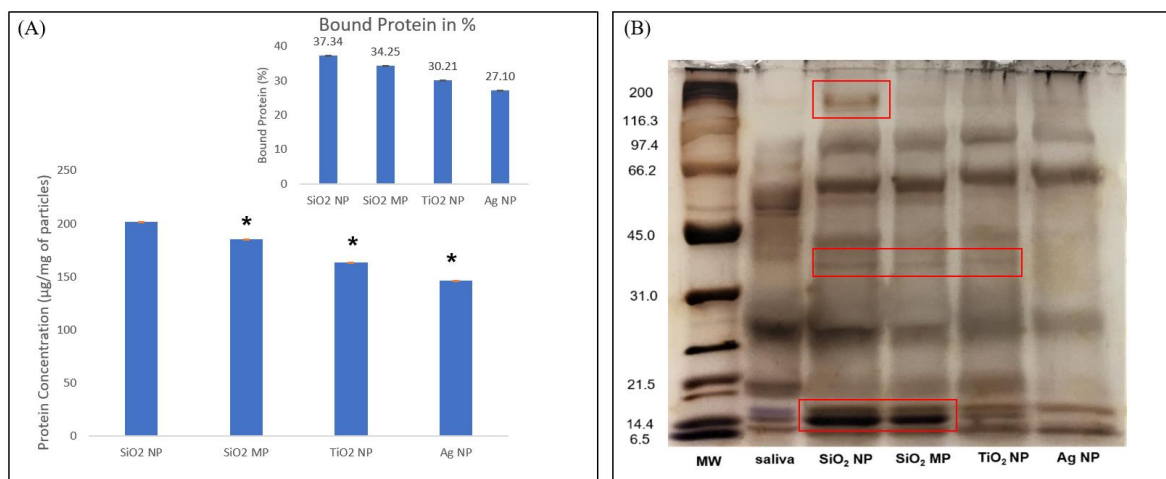 (A)
Bound Protein in %
Bound Protein (%)
40
30
20
10
0
37.34
34.25
30.21
27.10
SiO2 NP
SiO2 MP
TiO2 NP
Ag NP
Protein Concentration (µg/mg of particles)
250
200
150
100
50
0
*
*
*
SiO2 NP
SiO2 MP
TiO2 NP
Ag NP
(B)
200
116.3
97.4
66.2
45.0
31.0
21.5
14.4
6.5
MW
saliva
SiO₂ NP
SiO₂ MP
TiO₂ NP
Ag NP